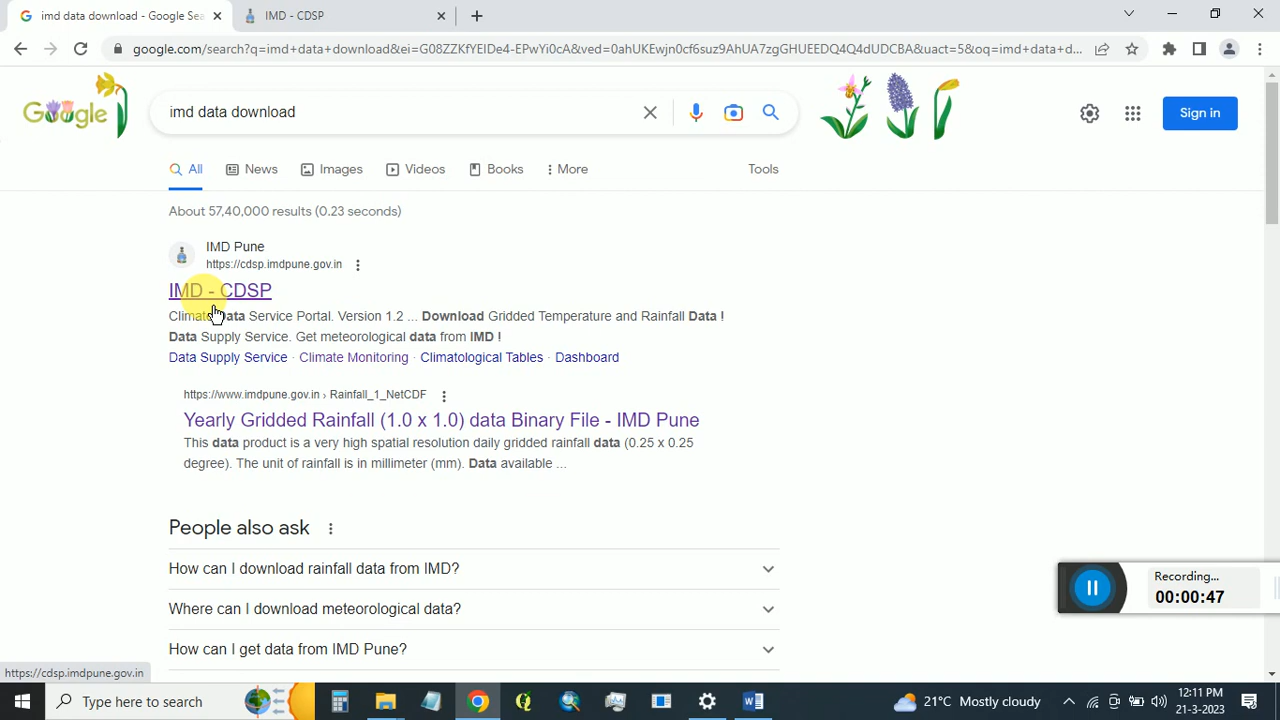 imd data download - Google Sea
IMD - CDSP
google.com/search?q=imd+data+download&ei=G08ZZKfYEIDe4-EPwYi0cA&ved=0ahUKEwjn0cf6suz9AhUA7zgGHUEEDQ4Q4dUDCBA&uact=5&oq=imd+data+d...
Google
imd data download
Sign in
All
News
Images
Videos
Books
More
Tools
About 57,40,000 results (0.23 seconds)
IMD Pune
https://cdsp.imdpune.gov.in
IMD - CDSP
Climate Data Service Portal. Version 1.2 ... Download Gridded Temperature and Rainfall Data !
Data Supply Service. Get meteorological data from IMD !
Data Supply Service · Climate Monitoring · Climatological Tables · Dashboard
https://www.imdpune.gov.in › Rainfall_1_NetCDF
Yearly Gridded Rainfall (1.0 x 1.0) data Binary File - IMD Pune
This data product is a very high spatial resolution daily gridded rainfall data (0.25 x 0.25
degree). The unit of rainfall is in millimeter (mm). Data available ...
People also ask
How can I download rainfall data from IMD?
Where can I download meteorological data?
How can I get data from IMD Pune?
Recording...
00:00:47
https://cdsp.imdpune.gov.in
Type here to search
21°C Mostly cloudy
12:11 PM
21-3-2023